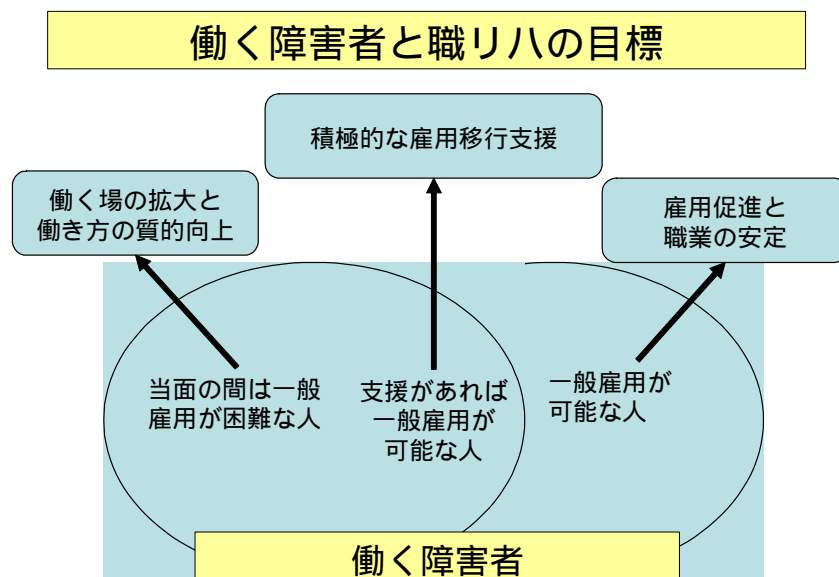 働く障害者と職リハの目標
積極的な雇用移行支援
働く場の拡大と
働き方の質的向上
雇用促進と
職業の安定
当面の間は一般
雇用が困難な人
支援があれば
一般雇用が
可能な人
一般雇用が
可能な人
働く障害者